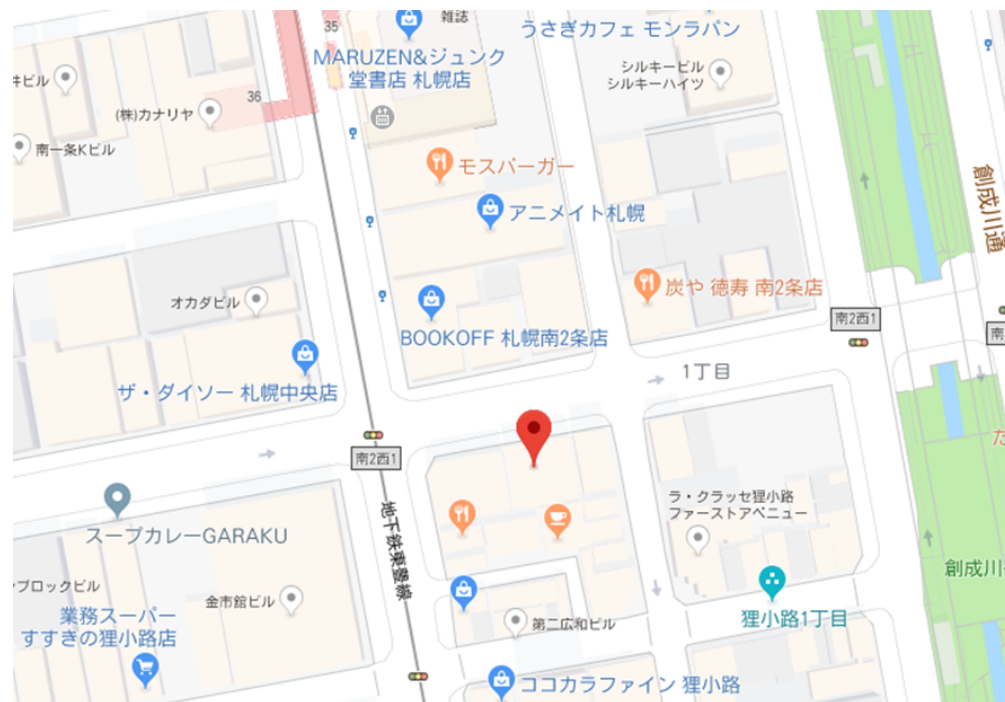 35
雑誌
うさぎカフェ モンラパン
MARUZEN&ジュンク
堂書店 札幌店
シルキービル
シルキーハイツ
井ビル
36
(株)カナリヤ
南一条Kビル
モスバーガー
創成川通
アニメイト札幌
オカダビル
炭や 徳寿 南2条店
南2西1
南
BOOKOFF 札幌南2条店
1丁目
ザ・ダイソー 札幌中央店
た
南2西1
ラ・クラッセ狸小路
ファーストアベニュー
スープカレーGARAKU
地下鉄東豊線
創成川
ンブロックビル
金市舘ビル
業務スーパー
すすきの狸小路店
第二広和ビル
狸小路1丁目
ココカラファイン 狸小路